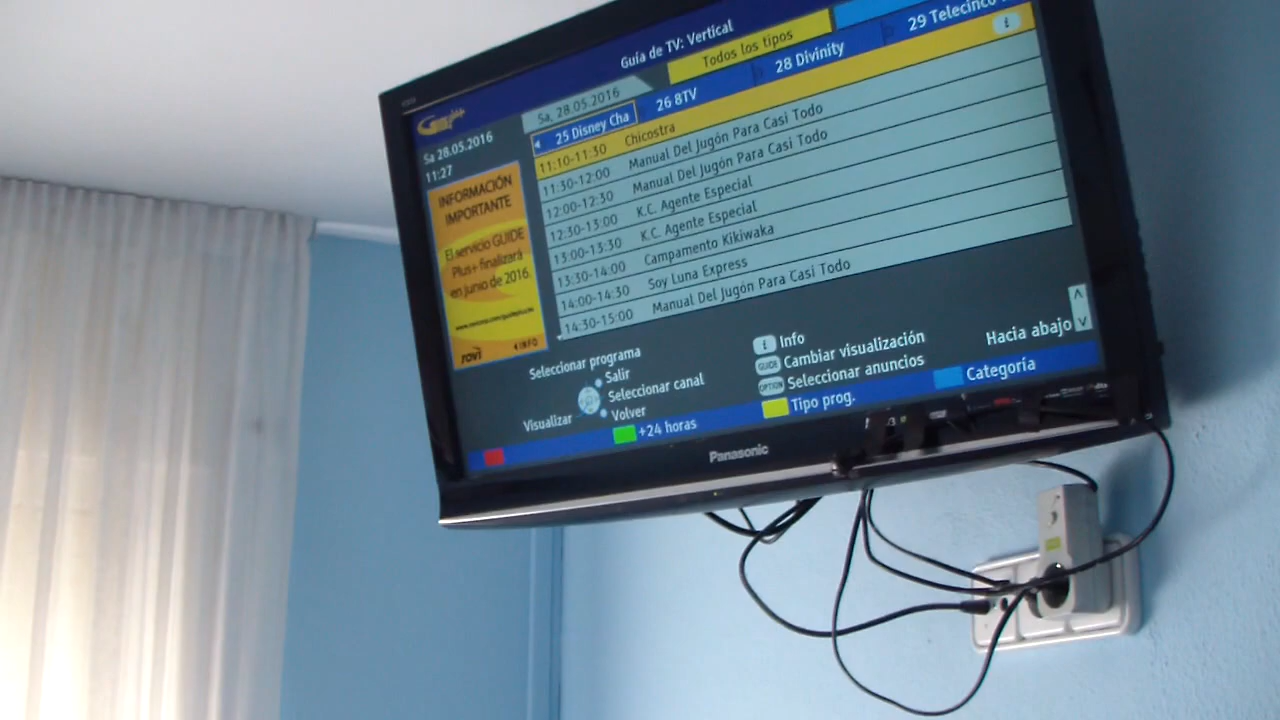 Guía de TV: Vertical
Todos los tipos
Sa, 28.05.2016
Sa 28.05.2016
11:27
25 Disney Cha
26 8TV
28 Divinity
29 Telecinco
11:10-11:30 Chicostra
11:30-12:00 Manual Del Jugón Para Casi Todo
12:00-12:30 Manual Del Jugón Para Casi Todo
12:30-13:00 K.C. Agente Especial
13:00-13:30 K.C. Agente Especial
13:30-14:00 Campamento Kikiwaka
14:00-14:30 Soy Luna Express
14:30-15:00 Manual Del Jugón Para Casi Todo
INFORMACIÓN
IMPORTANTE
El servicio GUIDE
Plus+ finalizará
en junio de 2016.
rovi
INFO
Seleccionar programa
Salir
Seleccionar canal
Visualizar
Volver
i Info
GUIDE Cambiar visualización
OPTION Seleccionar anuncios
Hacia abajo
+24 horas
Tipo prog.
Categoría
Panasonic